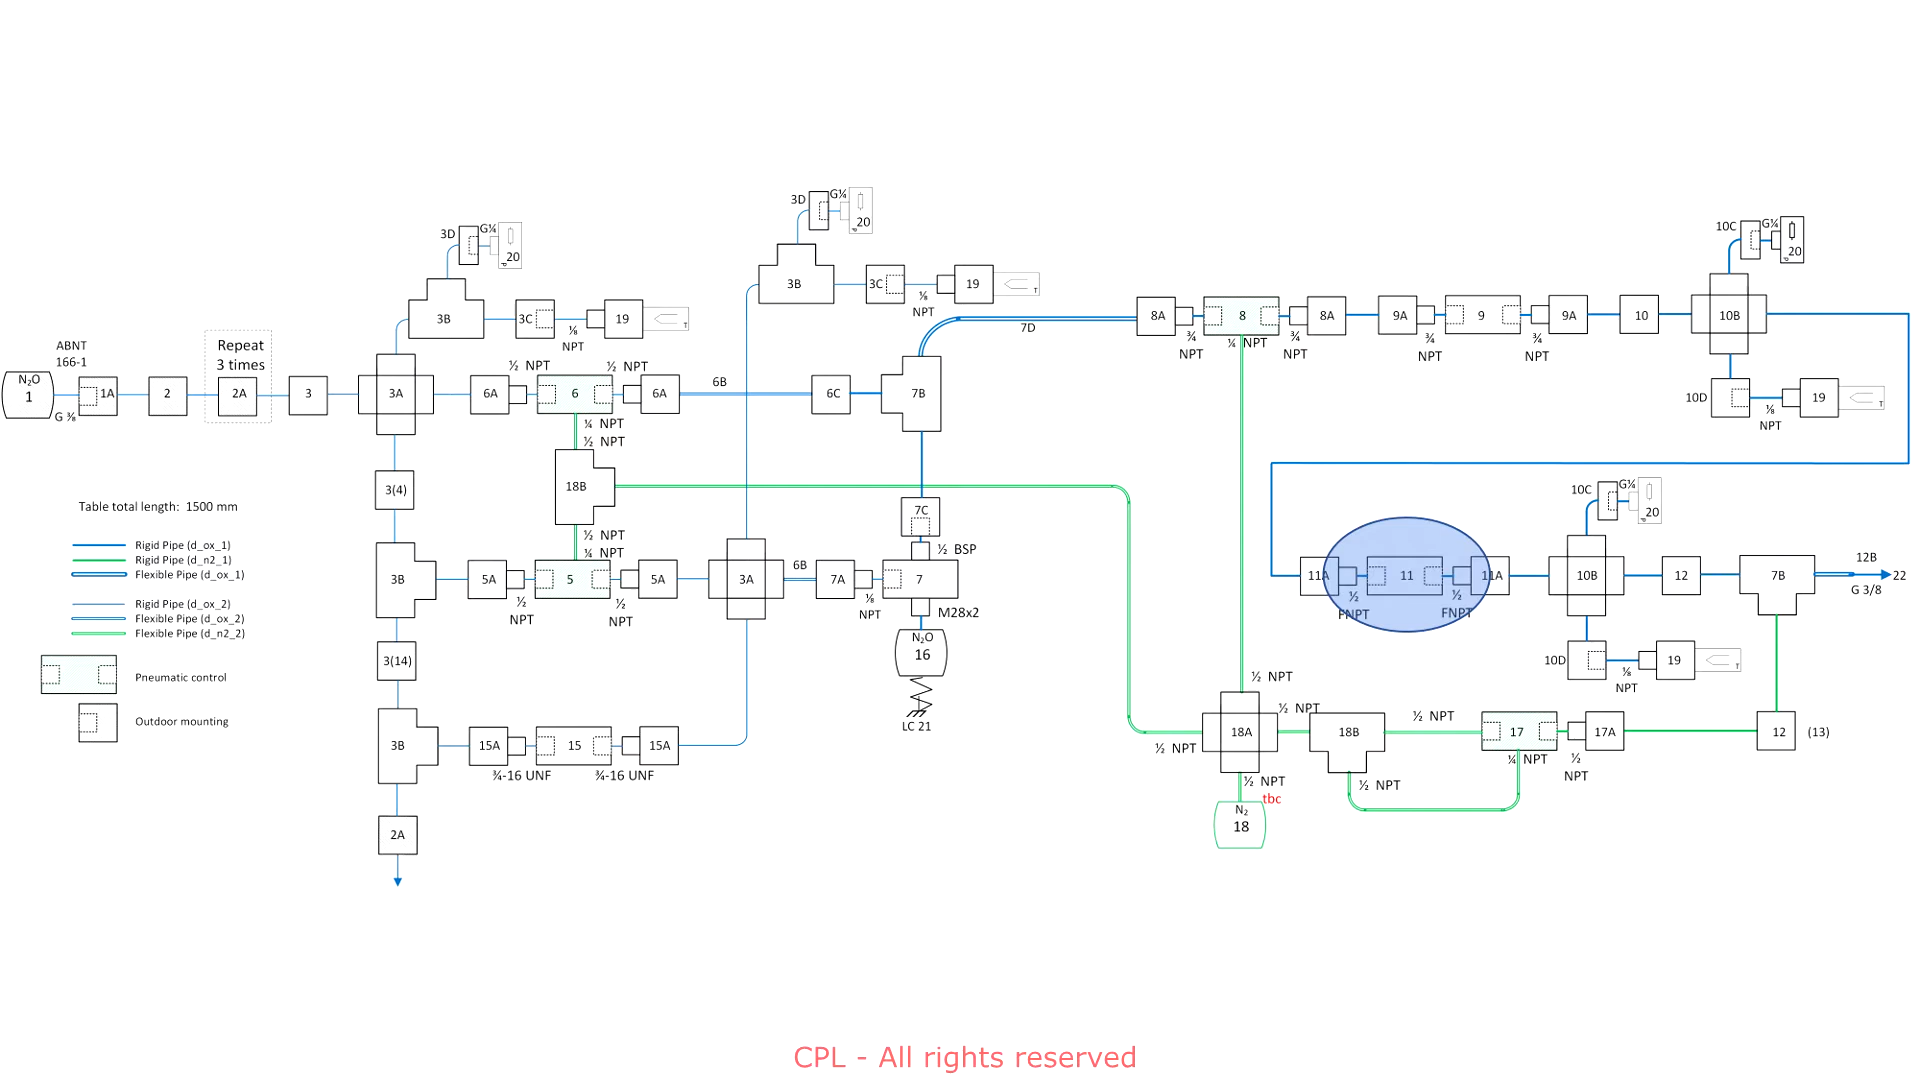 3D
G¼
20
P
3D
G¼
20
P
3B
3C
19
T
⅛
NPT
3B
3C
19
T
⅛
NPT
10C
G¼
20
10B
10D
19
T
⅛
NPT
ABNT
166-1
N₂O
1
G ⅜
1A
2
Repeat
3 times
2A
3
3A
½ NPT
½ NPT
6A
6
6A
6B
6C
7B
7D
¼ NPT
½ NPT
8A
¾
NPT
8
¼ NPT
¾
NPT
8A
9A
¾
NPT
9
¾
NPT
9A
10
3(4)
18B
½ NPT
¼ NPT
7C
½ BSP
3B
5A
½
NPT
5
½
NPT
5A
3A
6B
7A
⅛
NPT
7
M28x2
N₂O
16
LC 21
3(14)
3B
15A
¾-16 UNF
15
¾-16 UNF
15A
2A
Table total length: 1500 mm
Rigid Pipe (d_ox_1)
Rigid Pipe (d_n2_1)
Flexible Pipe (d_ox_1)
Rigid Pipe (d_ox_2)
Flexible Pipe (d_ox_2)
Flexible Pipe (d_n2_2)
Pneumatic control
Outdoor mounting
10C
G¼
20
11A
½
FNPT
11
½
FNPT
11A
10B
12
7B
12B
22
G 3/8
10D
19
T
⅛
NPT
½ NPT
½ NPT
½ NPT
18A
½ NPT
tbc
N₂
18
18B
½ NPT
½ NPT
17
¼ NPT
½
NPT
17A
12
(13)
CPL - All rights reserved